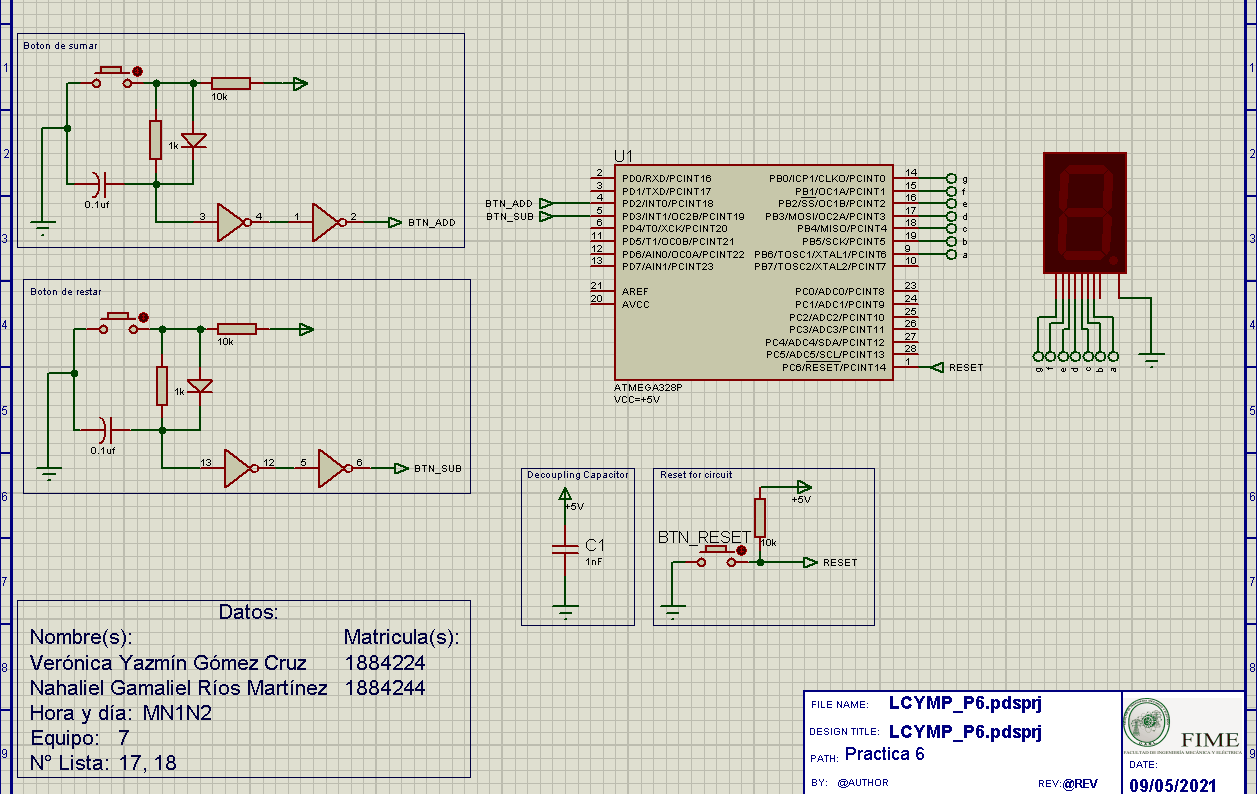 Boton de sumar
10k
1k
0.1uf
3 4 1 2
BTN_ADD
Boton de restar
10k
1k
0.1uf
13 12 5 6
BTN_SUB
U1
BTN_ADD
BTN_SUB
2 PD0/RXD/PCINT16
3 PD1/TXD/PCINT17
4 PD2/INT0/PCINT18
5 PD3/INT1/OC2B/PCINT19
6 PD4/T0/XCK/PCINT20
11 PD5/T1/OC0B/PCINT21
12 PD6/AIN0/OC0A/PCINT22
13 PD7/AIN1/PCINT23
21 AREF
20 AVCC
PB0/ICP1/CLKO/PCINT0 14 g
PB1/OC1A/PCINT1 15 f
PB2/SS/OC1B/PCINT2 16 e
PB3/MOSI/OC2A/PCINT3 17 d
PB4/MISO/PCINT4 18 c
PB5/SCK/PCINT5 19 b
PB6/TOSC1/XTAL1/PCINT6 9 a
PB7/TOSC2/XTAL2/PCINT7 10
PC0/ADC0/PCINT8 23
PC1/ADC1/PCINT9 24
PC2/ADC2/PCINT10 25
PC3/ADC3/PCINT11 26
PC4/ADC4/SDA/PCINT12 27
PC5/ADC5/SCL/PCINT13 28
PC6/RESET/PCINT14 1 RESET
ATMEGA328P
VCC=+5V
g f e d c b a
Decoupling Capacitor
+5V
C1
1nF
Reset for circuit
+5V
BTN_RESET
10k
RESET
Datos:
Nombre(s): Matricula(s):
Verónica Yazmín Gómez Cruz 1884224
Nahaliel Gamaliel Ríos Martínez 1884244
Hora y día: MN1N2
Equipo: 7
N° Lista: 17, 18
FILE NAME: LCYMP_P6.pdsprj
DESIGN TITLE: LCYMP_P6.pdsprj
PATH: Practica 6
BY: @AUTHOR REV:@REV
FIME
FACULTAD DE INGENIERÍA MECÁNICA Y ELÉCTRICA
DATE:
09/05/2021
1
2
3
4
5
6
7
8
9
1
2
3
4
5
6
7
8
9